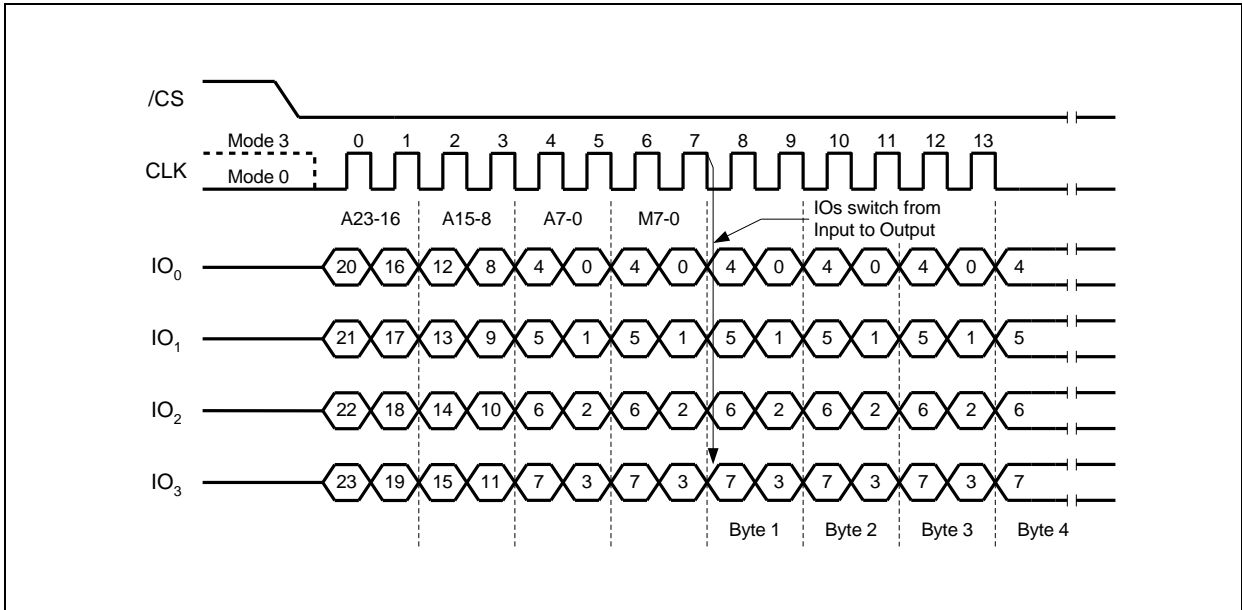 /CS
Mode 3 0 1 2 3 4 5 6 7 8 9 10 11 12 13
CLK
Mode 0
A23-16 A15-8 A7-0 M7-0
IOs switch from
Input to Output
IO0 20 16 12 8 4 0 4 0 4 0 4 0 4 0 4
IO1 21 17 13 9 5 1 5 1 5 1 5 1 5 1 5
IO2 22 18 14 10 6 2 6 2 6 2 6 2 6 2 6
IO3 23 19 15 11 7 3 7 3 7 3 7 3 7 3 7
Byte 1 Byte 2 Byte 3 Byte 4